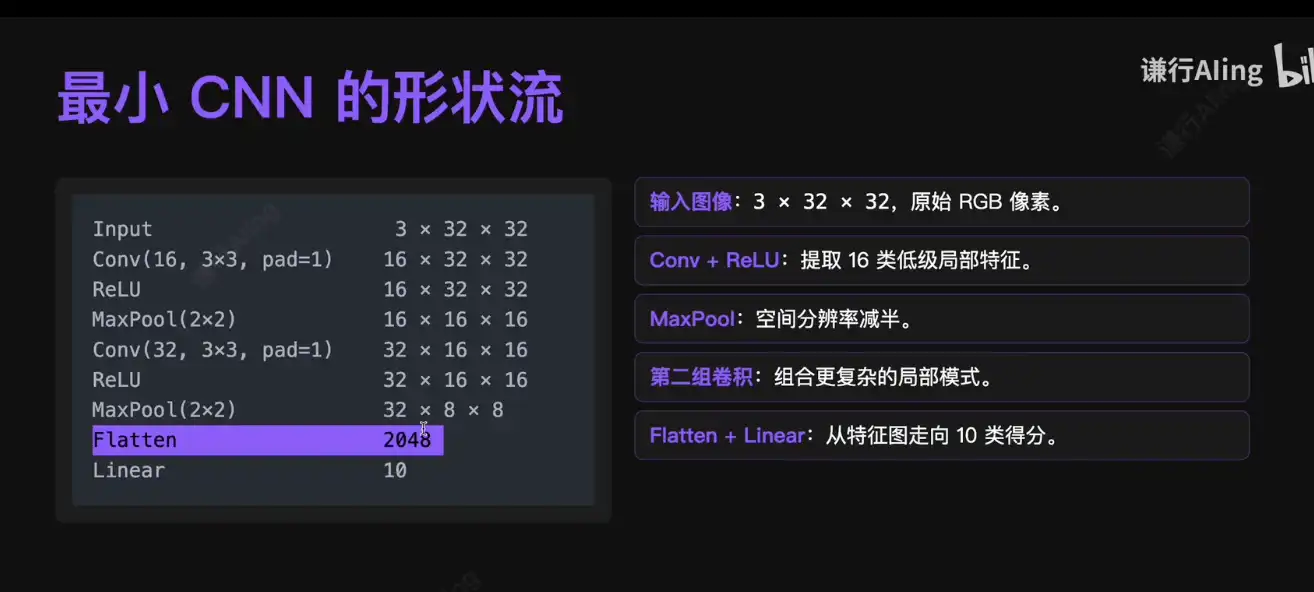 最小 CNN 的形状流
谦行AIing bil
Input 3 × 32 × 32
Conv(16, 3×3, pad=1) 16 × 32 × 32
ReLU 16 × 32 × 32
MaxPool(2×2) 16 × 16 × 16
Conv(32, 3×3, pad=1) 32 × 16 × 16
ReLU 32 × 16 × 16
MaxPool(2×2) 32 × 8 × 8
Flatten 2048
Linear 10
输入图像：3 × 32 × 32，原始 RGB 像素。
Conv + ReLU：提取 16 类低级局部特征。
MaxPool：空间分辨率减半。
第二组卷积：组合更复杂的局部模式。
Flatten + Linear：从特征图走向 10 类得分。